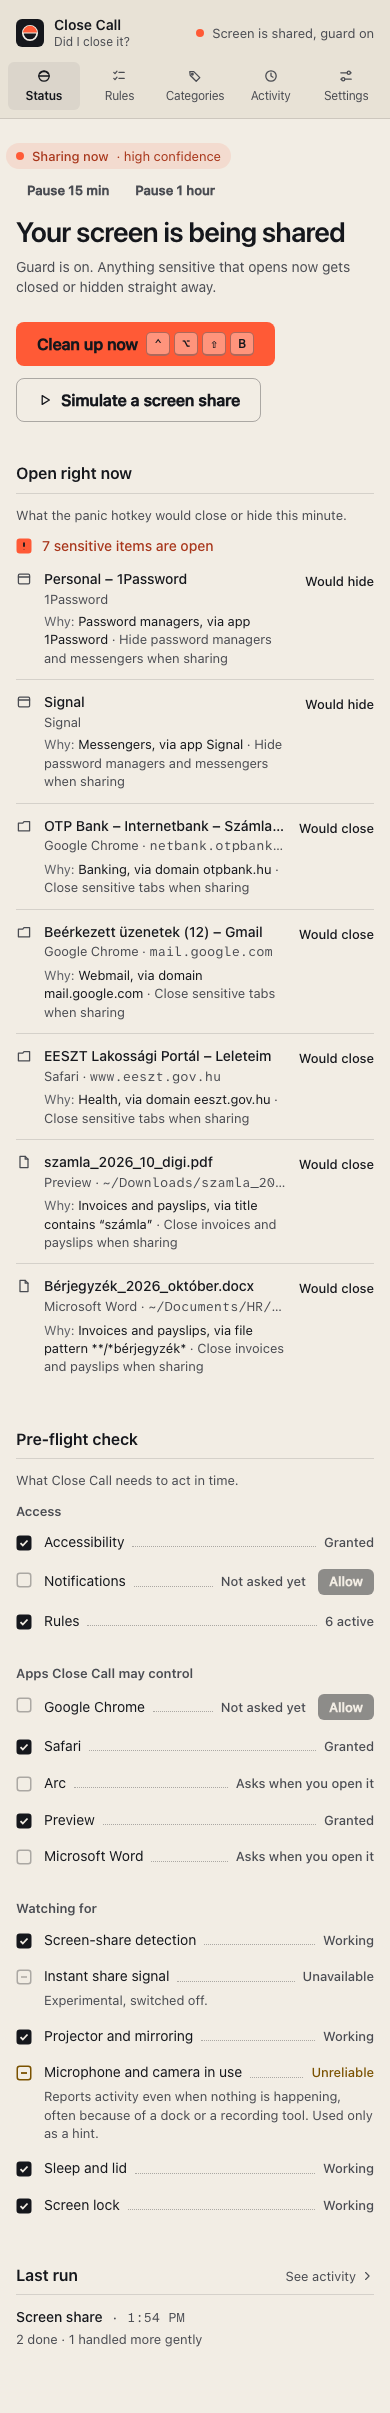 Close Call
Did I close it?
Screen is shared, guard on
Status
Rules
Categories
Activity
Settings
Sharing now · high confidence
Pause 15 min
Pause 1 hour
Your screen is being shared
Guard is on. Anything sensitive that opens now gets
closed or hidden straight away.
Clean up now ⌃ ⌥ ⇧ B
Simulate a screen share
Open right now
What the panic hotkey would close or hide this minute.
7 sensitive items are open
Personal – 1Password
Would hide
1Password
Why: Password managers, via app
1Password · Hide password managers
and messengers when sharing
Signal
Would hide
Signal
Why: Messengers, via app Signal · Hide
password managers and messengers
when sharing
OTP Bank – Internetbank – Számla…
Would close
Google Chrome · netbank.otpbank…
Why: Banking, via domain otpbank.hu ·
Close sensitive tabs when sharing
Beérkezett üzenetek (12) – Gmail
Would close
Google Chrome · mail.google.com
Why: Webmail, via domain
mail.google.com · Close sensitive tabs
when sharing
EESZT Lakossági Portál – Leleteim
Would close
Safari · www.eeszt.gov.hu
Why: Health, via domain eeszt.gov.hu ·
Close sensitive tabs when sharing
szamla_2026_10_digi.pdf
Would close
Preview · ~/Downloads/szamla_20…
Why: Invoices and payslips, via title
contains “számla” · Close invoices and
payslips when sharing
Bérjegyzék_2026_október.docx
Would close
Microsoft Word · ~/Documents/HR/…
Why: Invoices and payslips, via file
pattern **/*bérjegyzék* · Close invoices
and payslips when sharing
Pre-flight check
What Close Call needs to act in time.
Access
Accessibility Granted
Notifications Not asked yet Allow
Rules 6 active
Apps Close Call may control
Google Chrome Not asked yet Allow
Safari Granted
Arc Asks when you open it
Preview Granted
Microsoft Word Asks when you open it
Watching for
Screen-share detection Working
Instant share signal Unavailable
Experimental, switched off.
Projector and mirroring Working
Microphone and camera in use Unreliable
Reports activity even when nothing is happening,
often because of a dock or a recording tool. Used only
as a hint.
Sleep and lid Working
Screen lock Working
Last run
See activity
Screen share · 1:54 PM
2 done · 1 handled more gently